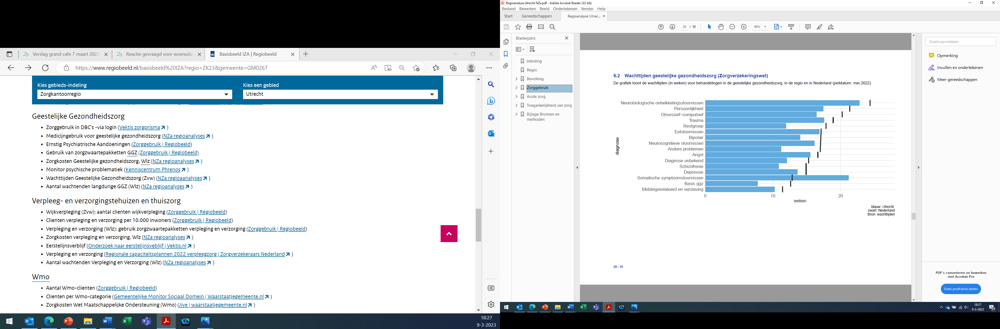 Verslag grand cafe 7 maart 2023
Reactie gevraagd voor woensdag
Basisbeeld IZA | Regiobeeld
https://www.regiobeeld.nl/basisbeeld%20IZA?regio=ZK23&gemeente=GM0267
Kies gebieds-indeling
Kies een gebied
Zorgkantoorregio
Utrecht
Geestelijke Gezondheidszorg
• Zorggebruik in DBC's -via login (Vektis zorgprisma )
• Medicijngebruik voor geestelijke gezondheidszorg (NZa regioanalyses )
• Ernstig Psychiatrische Aandoeningen (Zorggebruik | Regiobeeld)
• Gebruik van zorgzwaartepakketten GGZ (Zorggebruik | Regiobeeld)
• Zorgkosten Geestelijke gezondheidszorg, Wlz (NZa regioanalyses )
• Monitor psychische problematiek (Kenniscentrum Phrenos )
• Wachttijden Geestelijke Gezondheidszorg (Zvw) (NZa regioaanalyses )
• Aantal wachtenden langdurige GGZ (Wlz) (NZa regioanalyses )
Verpleeg- en verzorgingstehuizen en thuiszorg
• Wijkverpleging (Zvw): aantal clienten wijkverpleging (Zorggebruik | Regiobeeld)
• Clienten verpleging en verzorging per 10.000 inwoners (Zorggebruik | Regiobeeld)
• Verpleging en verzorging (Wlz): gebruik zorgzwaartepakketten verpleging en verzorging (Zorggebruik | Regiobeeld)
• Zorgkosten verpleging en verzorging, Wlz (NZa regioanalyses )
• Eerstelijnsverblijf (Onderzoek naar eerstelijnsveblijf | Vektis.nl )
• Verpleging en verzorging (Regionale capaciteitsplannen 2022 verpleegzorg | Zorgverzekeraars Nederland )
• Aantal wachtenden Verpleging en Verzorging (Wlz) (NZa regioanalyses )
Wmo
• Aantal Wmo-clienten (Zorggebruik | Regiobeeld)
• Clienten per Wmo-categorie (Gemeentelijke Monitor Sociaal Domein | Waarstaatjegemeente.nl )
• Zorgkosten Wet Maatschappelijke Ondersteuning (Wmo) (Jive | waarstaatjegemeente.nl )
18:27
9-3-2023
Regioanalyse Utrecht NZa.pdf - Adobe Acrobat Reader (32-bit)
Bestand Bewerken Beeld Ondertekenen Venster Help
Start Gereedschappen Regioanalyse Utrec...
28 / 39
99%
Bladwijzers
Inleiding
Regio
Bevolking
Zorggebruik
Acute zorg
Toegankelijkheid van zorg
Bijlage Bronnen en
methoden
6.2 Wachttijden geestelijke gezondheidszorg (Zorgverzekeringswet)
De grafiek toont de wachttijden (in weken) voor behandelingen in de geestelijke gezondheidszorg, in de regio en in Nederland (peildatum: mei 2022).
diagnose
Neurobiologische ontwikkelingsstoornissen
Persoonlijkheid
Obsessief−compulsief
Trauma
Restgroep
Eetstoornissen
Bipolair
Neurocognitieve stoornissen
Andere problemen
Angst
Diagnose onbekend
Schizofrenie
Depressie
Somatische symptoomstoornissen
Basis ggz
Middelgerelateerd en verslaving
0 10 20
weken
blauw: Utrecht
zwart: Nederland
Bron: wachttijden
28 / 39
Zoekhulpmiddelen
Opmerking
Invullen en ondertekenen
Meer gereedschappen
PDF's converteren en bewerken
met Acrobat Pro
Gratis proefversie starten
18:27
9-3-2023
21